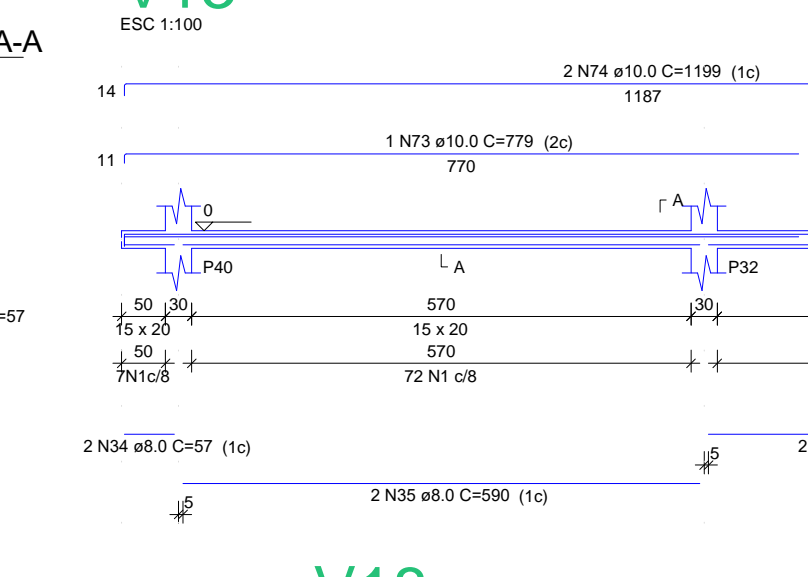 ESC 1:100
A-A
2 N74 ø10.0 C=1199 (1c)
14
1187
1 N73 ø10.0 C=779 (2c)
11
770
0
A
P40
A
P32
50 30 570 30
=57
15 x 20 15 x 20
50 570
7N1c/8 72 N1 c/8
2 N34 ø8.0 C=57 (1c)
2
5
2 N35 ø8.0 C=590 (1c)
5